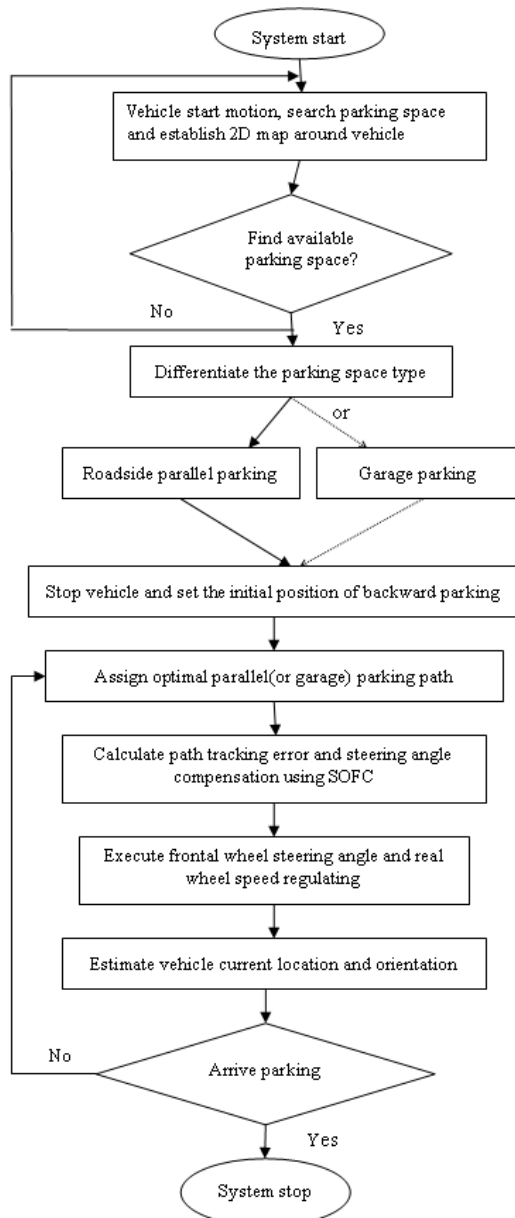 System start
Vehicle start motion, search parking space
and establish 2D map around vehicle
Find available
parking space?
No
Yes
Differentiate the parking space type
or
Roadside parallel parking
Garage parking
Stop vehicle and set the initial position of backward parking
Assign optimal parallel(or garage) parking path
Calculate path tracking error and steering angle
compensation using SOFC
Execute frontal wheel steering angle and real
wheel speed regulating
Estimate vehicle current location and orientation
No
Arrive parking
Yes
System stop